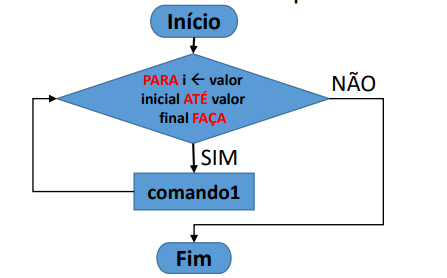 Início
PARA i ← valor
inicial ATÉ valor
final FAÇA
NÃO
SIM
comando1
Fim